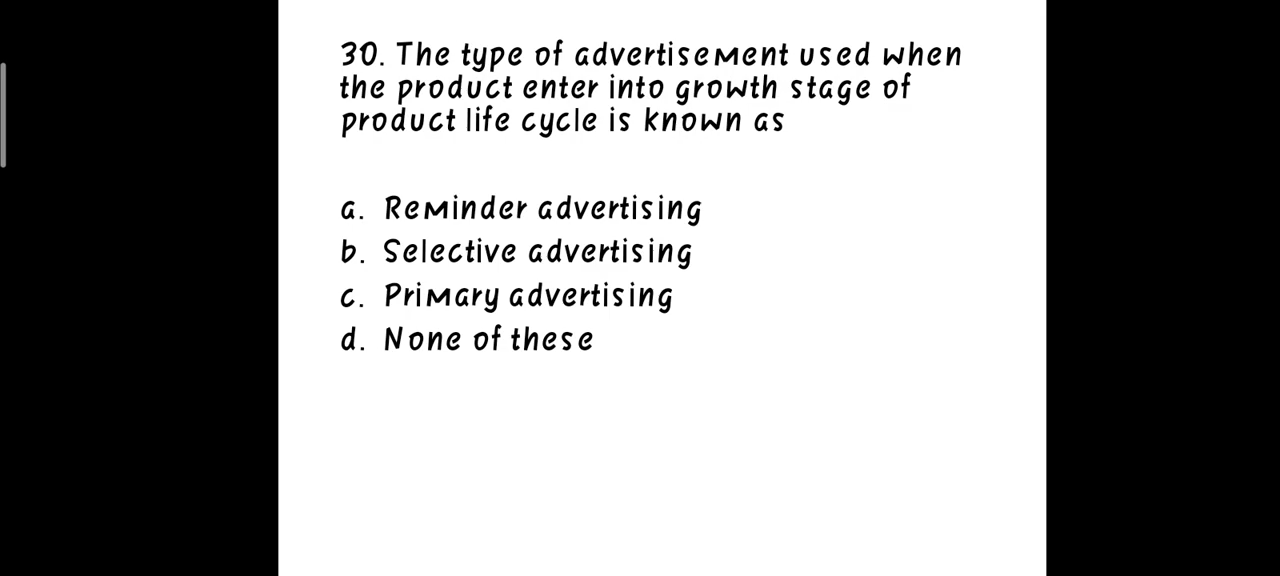 30. The type of advertisement used when
the product enter into growth stage of
product life cycle is known as
a. Reminder advertising
b. Selective advertising
c. Primary advertising
d. None of these